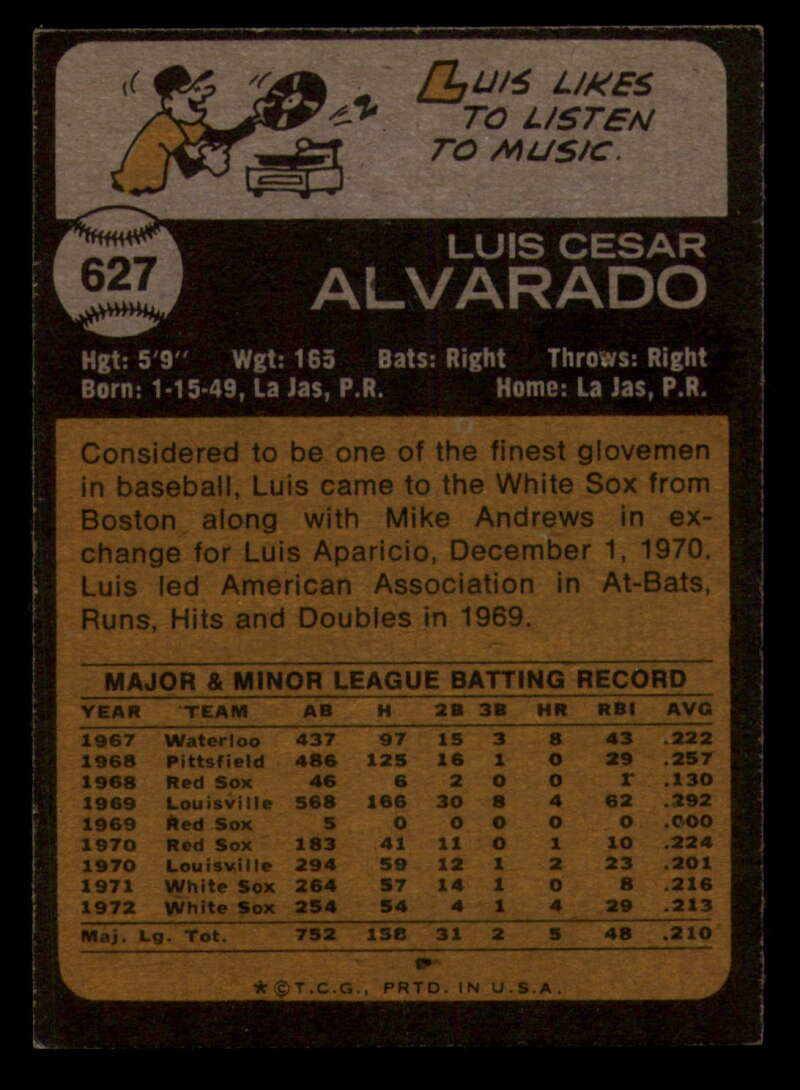 LUIS LIKES
TO LISTEN
TO MUSIC.
627
LUIS CESAR
ALVARADO
Hgt: 5'9" Wgt: 165 Bats: Right Throws: Right
Born: 1-15-49, La Jas, P.R. Home: La Jas, P.R.
Considered to be one of the finest glovemen
in baseball, Luis came to the White Sox from
Boston along with Mike Andrews in ex-
change for Luis Aparicio, December 1, 1970.
Luis led American Association in At-Bats,
Runs, Hits and Doubles in 1969.
MAJOR & MINOR LEAGUE BATTING RECORD
YEAR TEAM AB H 2B 3B HR RBI AVG
1967 Waterloo 437 97 15 3 8 43 .222
1968 Pittsfield 486 125 16 1 0 29 .257
1968 Red Sox 46 6 2 0 0 1 .130
1969 Louisville 568 166 30 8 4 62 .292
1969 Red Sox 5 0 0 0 0 0 .000
1970 Red Sox 183 41 11 0 1 10 .224
1970 Louisville 294 59 12 1 2 23 .201
1971 White Sox 264 57 14 1 0 8 .216
1972 White Sox 254 54 4 1 4 29 .213
Maj. Lg. Tot. 752 158 31 2 5 48 .210
*©T.C.G., PRTD. IN U.S.A.